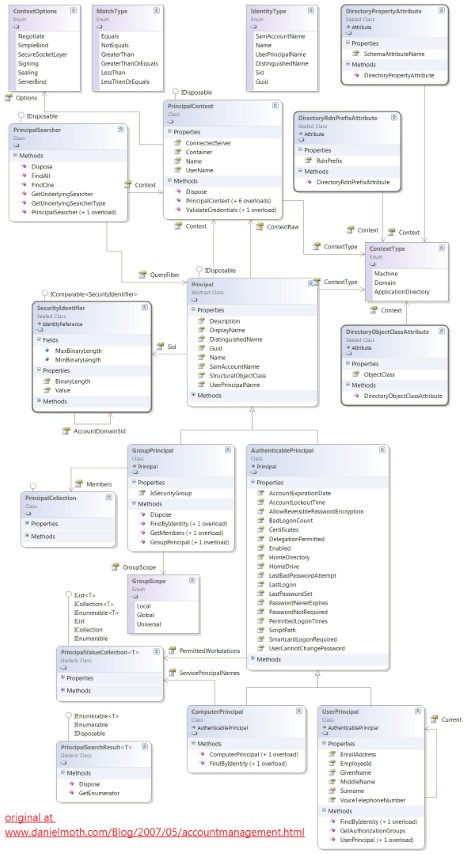 ContextOptions
Enum
Negotiate
SimpleBind
SecureSocketLayer
Signing
Sealing
ServerBind
MatchType
Enum
Equals
NotEquals
GreaterThan
GreaterThanOrEquals
LessThan
LessThanOrEquals
IdentityType
Enum
SamAccountName
Name
UserPrincipalName
DistinguishedName
Sid
Guid
DirectoryPropertyAttribute
Sealed Class
Attribute
Properties
SchemaAttributeName
Methods
DirectoryPropertyAttribute
Options
IDisposable
PrincipalSearcher
Class
Methods
Dispose
FindAll
FindOne
GetUnderlyingSearcher
GetUnderlyingSearcherType
PrincipalSearcher (+ 1 overload)
Context
IDisposable
PrincipalContext
Class
Properties
ConnectedServer
Container
Name
UserName
Methods
Dispose
PrincipalContext (+ 6 overloads)
ValidateCredentials (+ 1 overload)
DirectoryRdnPrefixAttribute
Sealed Class
Attribute
Properties
RdnPrefix
Methods
DirectoryRdnPrefixAttribute
Context
Context
Context
ContextRaw
ContextType
ContextType
Enum
Machine
Domain
ApplicationDirectory
QueryFilter
IDisposable
ContextType
Context
IComparable<SecurityIdentifier>
SecurityIdentifier
Sealed Class
IdentityReference
Fields
MaxBinaryLength
MinBinaryLength
Properties
BinaryLength
Value
Methods
AccountDomainSid
Sid
Principal
Abstract Class
Properties
Description
DisplayName
DistinguishedName
Guid
Name
SamAccountName
StructuralObjectClass
UserPrincipalName
Methods
DirectoryObjectClassAttribute
Sealed Class
Attribute
Properties
ObjectClass
Methods
DirectoryObjectClassAttribute
GroupPrincipal
Class
Principal
Properties
IsSecurityGroup
Methods
Dispose
FindByIdentity (+ 1 overload)
GetMembers (+ 1 overload)
GroupPrincipal (+ 1 overload)
Members
PrincipalCollection
Class
Properties
Methods
GroupScope
GroupScope
Enum
Local
Global
Universal
AuthenticablePrincipal
Class
Principal
Properties
AccountExpirationDate
AccountLockoutTime
AllowReversiblePasswordEncryption
BadLogonCount
Certificates
DelegationPermitted
Enabled
HomeDirectory
HomeDrive
LastBadPasswordAttempt
LastLogon
LastPasswordSet
PasswordNeverExpires
PasswordNotRequired
PermittedLogonTimes
ScriptPath
SmartcardLogonRequired
UserCannotChangePassword
Methods
IList<T>
ICollection<T>
IEnumerable<T>
IList
ICollection
IEnumerable
PrincipalValueCollection<T>
Generic Class
Properties
Methods
PermittedWorkstations
ServicePrincipalNames
IEnumerable<T>
IEnumerable
IDisposable
PrincipalSearchResult<T>
Generic Class
Methods
Dispose
GetEnumerator
ComputerPrincipal
Class
AuthenticablePrincipal
Methods
ComputerPrincipal (+ 1 overload)
FindByIdentity (+ 1 overload)
UserPrincipal
Class
AuthenticablePrincipal
Properties
EmailAddress
EmployeeId
GivenName
MiddleName
Surname
VoiceTelephoneNumber
Methods
FindByIdentity (+ 1 overload)
GetAuthorizationGroups
UserPrincipal (+ 1 overload)
Current
original at
www.danielmoth.com/Blog/2007/05/accountmanagement.html